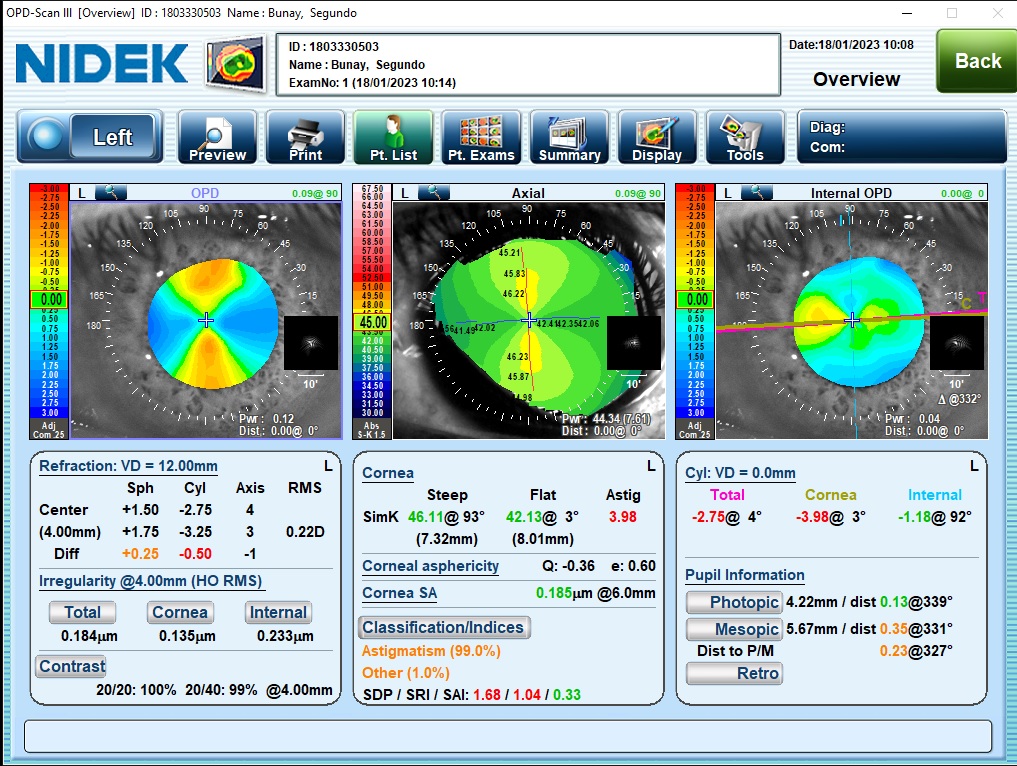 OPD-Scan III [Overview] ID : 1803330503 Name : Bunay, Segundo
NIDEK
ID : 1803330503
Name : Bunay, Segundo
ExamNo: 1 (18/01/2023 10:14)
Date:18/01/2023 10:08
Overview
Back
Left
Preview
Print
Pt. List
Pt. Exams
Summary
Display
Tools
Diag:
Com:
L OPD 0.09@ 90
-3.00
-2.75
-2.50
-2.25
-2.00
-1.75
-1.50
-1.25
-1.00
-0.75
-0.50
0.00
0.50
0.75
1.00
1.25
1.50
1.75
2.00
2.25
2.50
2.75
3.00
Adj
Com.25
105 90 75
120 60
135 45
150 30
165 15
180
10'
Pwr : 0.12
Dist : 0.00@ 0°
L Axial 0.09@ 90
67.50
66.00
64.50
63.00
61.50
60.00
58.50
57.00
55.50
54.00
52.50
51.00
49.50
48.00
46.50
45.00
43.50
42.00
40.50
39.00
37.50
36.00
34.50
33.00
31.50
30.00
Abs
S-K1.5
105 90 75
120 60
135 45
150 30
165 15
180
45.21
45.83
46.22
41.49 42.02 42.41 42.35 42.06
46.23
45.87
10'
Pwr : 44.34 (7.61)
Dist : 0.00@ 0°
L Internal OPD 0.00@ 0
-3.00
-2.75
-2.50
-2.25
-2.00
-1.75
-1.50
-1.25
-1.00
-0.75
-0.50
0.00
0.50
0.75
1.00
1.25
1.50
1.75
2.00
2.25
2.50
2.75
3.00
Adj
Com.25
105 90 75
120 60
135 45
150 30
165 15
180
C T
10'
Δ @332°
Pwr : 0.04
Dist : 0.00@ 0°
Refraction: VD = 12.00mm L
Sph Cyl Axis RMS
Center +1.50 -2.75 4
(4.00mm) +1.75 -3.25 3 0.22D
Diff +0.25 -0.50 -1
Irregularity @4.00mm (HO RMS)
Total Cornea Internal
0.184µm 0.135µm 0.233µm
Contrast
20/20: 100% 20/40: 99% @4.00mm
Cornea L
Steep Flat Astig
SimK 46.11@ 93° 42.13@ 3° 3.98
(7.32mm) (8.01mm)
Corneal asphericity Q: -0.36 e: 0.60
Cornea SA 0.185µm @6.0mm
Classification/Indices
Astigmatism (99.0%)
Other (1.0%)
SDP / SRI / SAI: 1.68 / 1.04 / 0.33
Cyl: VD = 0.0mm L
Total Cornea Internal
-2.75@ 4° -3.98@ 3° -1.18@ 92°
Pupil Information
Photopic 4.22mm / dist 0.13@339°
Mesopic 5.67mm / dist 0.35@331°
Dist to P/M 0.23@327°
Retro